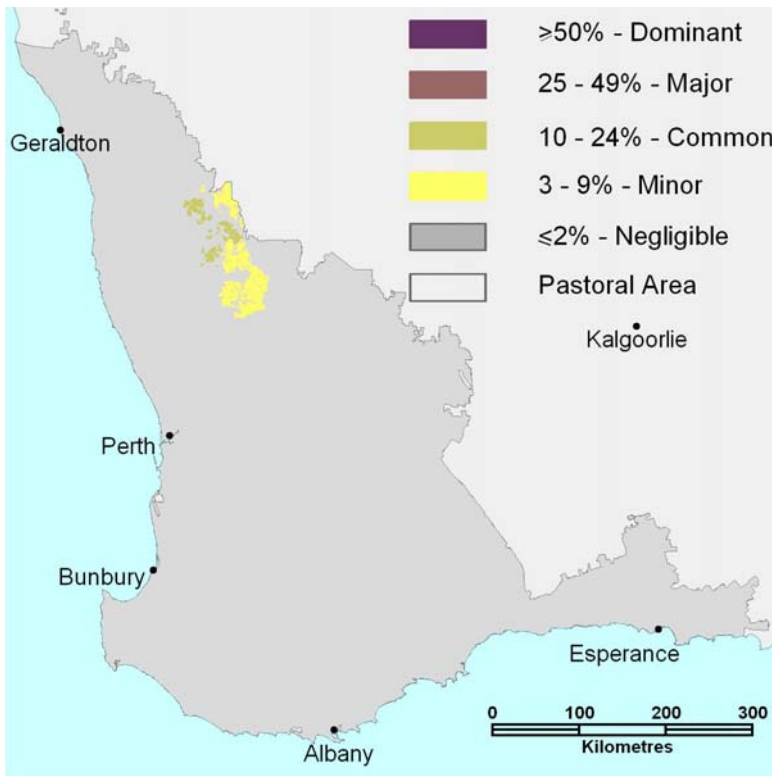 ≥50% - Dominant
25 - 49% - Major
10 - 24% - Common
3 - 9% - Minor
≤2% - Negligible
Pastoral Area
Geraldton
Kalgoorlie
Perth
Bunbury
Esperance
Albany
0 100 200 300
Kilometres